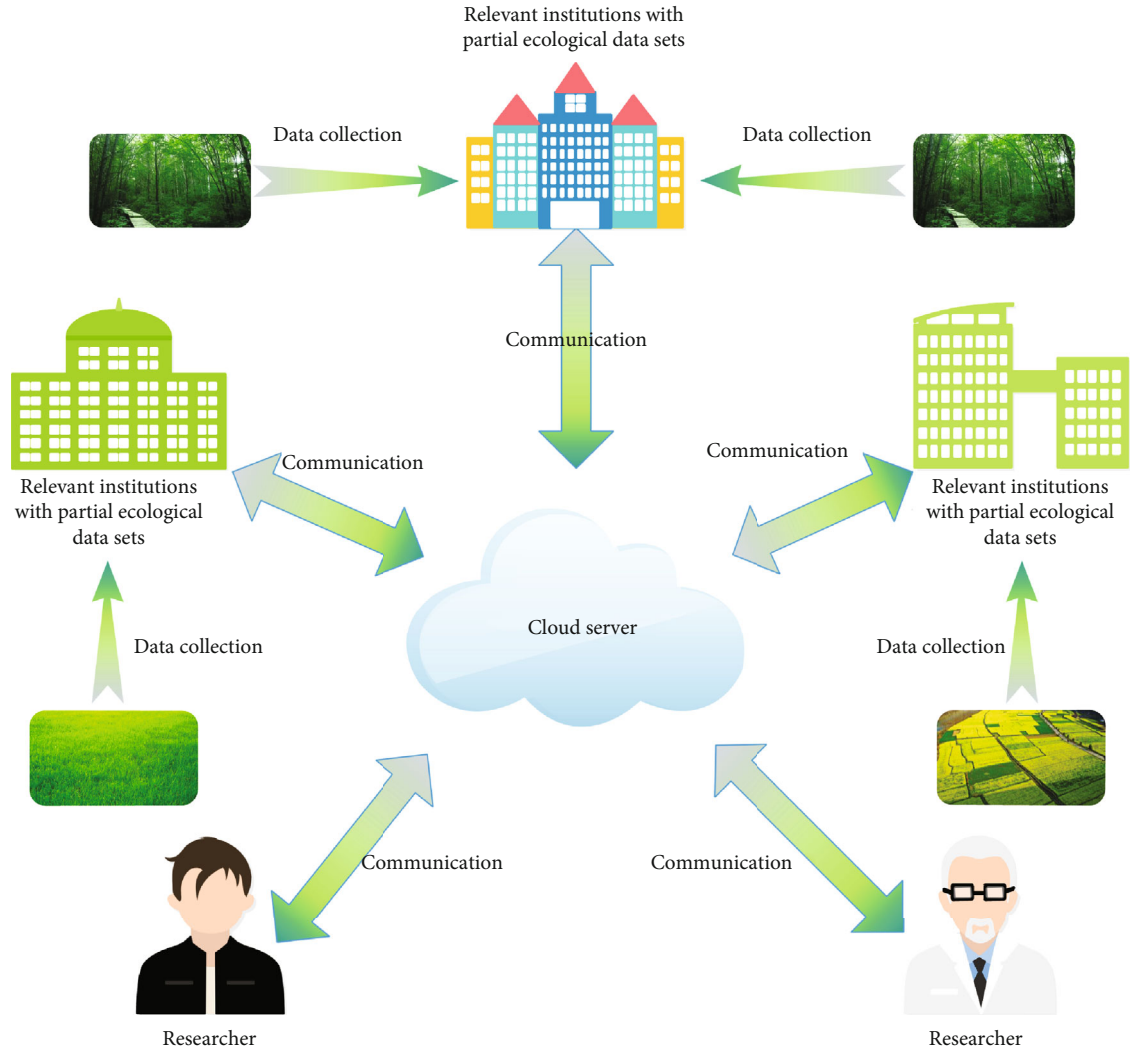 Relevant institutions with
partial ecological data sets
Data collection
Data collection
Communication
Communication
Communication
Relevant institutions
with partial ecological
data sets
Relevant institutions
with partial ecological
data sets
Cloud server
Data collection
Data collection
Communication
Communication
Researcher
Researcher